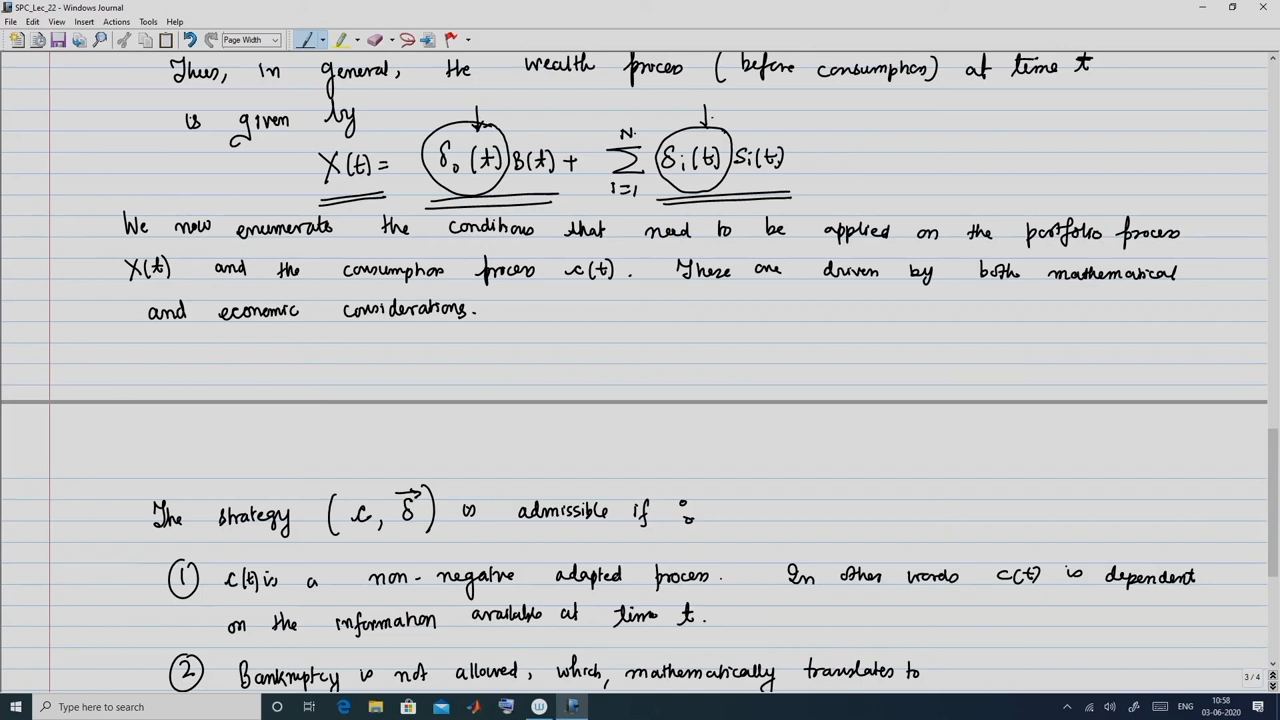 SPC_Lec_22 - Windows Journal
File Edit View Insert Actions Tools Help
Page Width
Thus, in general, the wealth process (before consumption) at time t
is given by
X(t) = δ₀(t) B(t) + N ∑ i=1 δi(t) Si(t)
We now enumerate the conditions that need to be applied on the portfolio process
X(t) and the consumption process c(t). These are driven by both mathematical
and economic considerations.
The strategy (c, δ⃗) is admissible if :
① c(t) is a non-negative adapted process. In other words c(t) is dependent
on the information available at time t.
② Bankruptcy is not allowed, which, mathematically translates to
3 / 4
Type here to search
ENG
10:58
03-06-2020